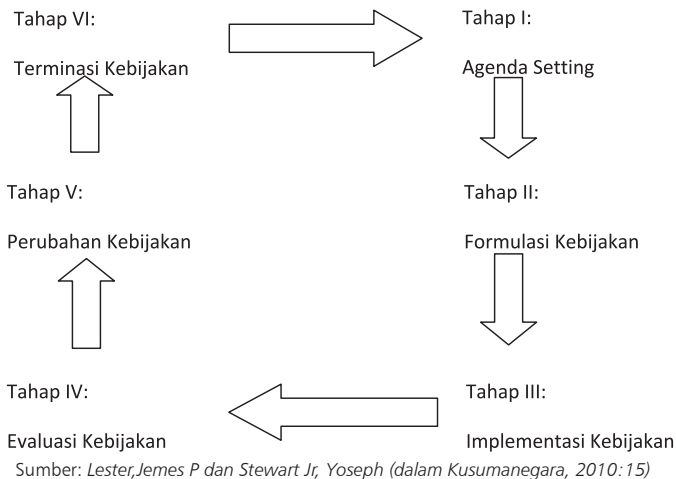 Tahap VI:
Terminasi Kebijakan
Tahap I:
Agenda Setting
Tahap V:
Perubahan Kebijakan
Tahap II:
Formulasi Kebijakan
Tahap IV:
Evaluasi Kebijakan
Tahap III:
Implementasi Kebijakan
Sumber: Lester,Jemes P dan Stewart Jr, Yoseph (dalam Kusumanegara, 2010:15)